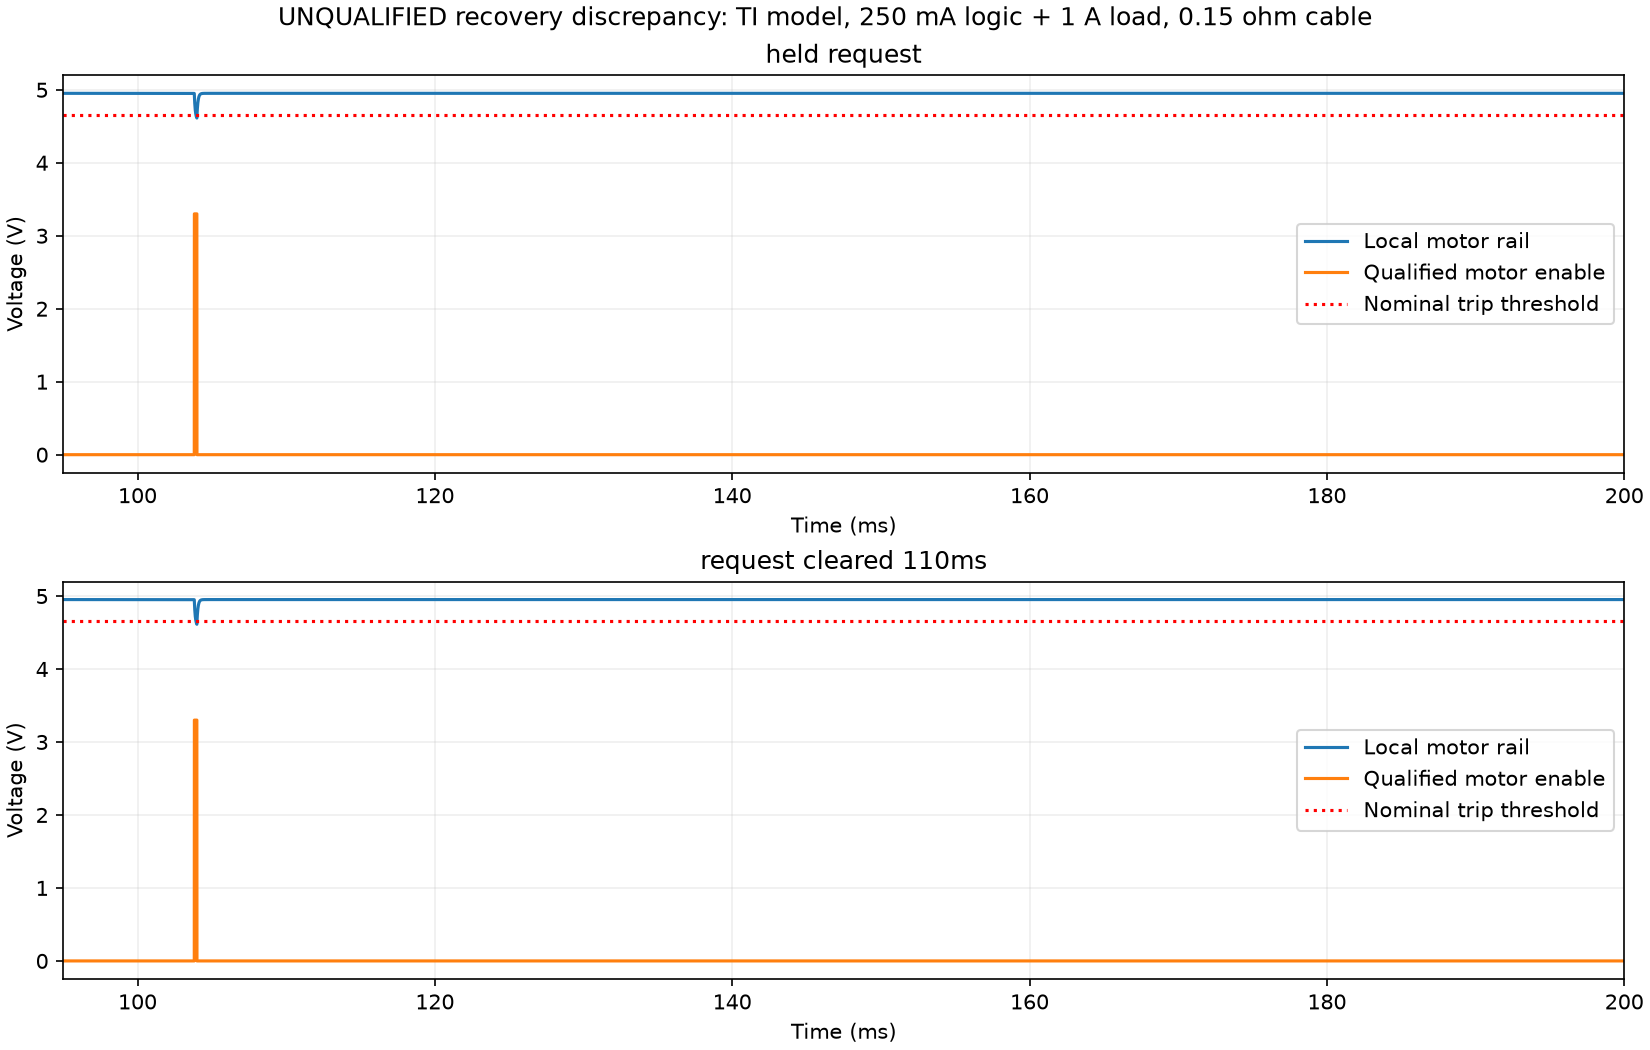 UNQUALIFIED recovery discrepancy: TI model, 250 mA logic + 1 A load, 0.15 ohm cable
held request
5
4
3
2
1
0
Voltage (V)
Local motor rail
Qualified motor enable
Nominal trip threshold
100 120 140 160 180 200
Time (ms)
request cleared 110ms
5
4
3
2
1
0
Voltage (V)
Local motor rail
Qualified motor enable
Nominal trip threshold
100 120 140 160 180 200
Time (ms)